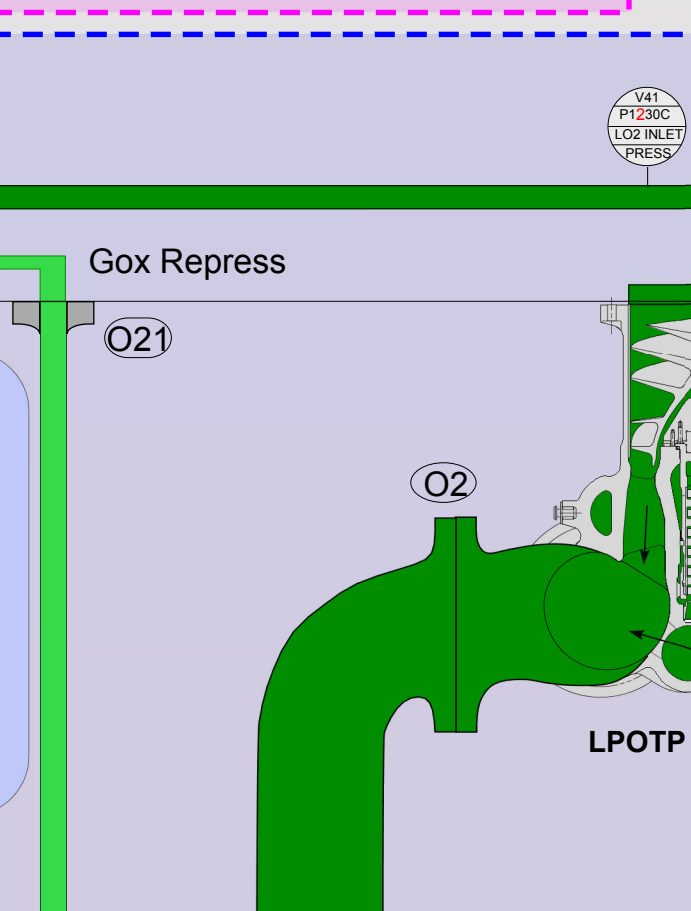 V41
P1230C
LO2 INLET
PRESS
Gox Repress
O21
O2
LPOTP